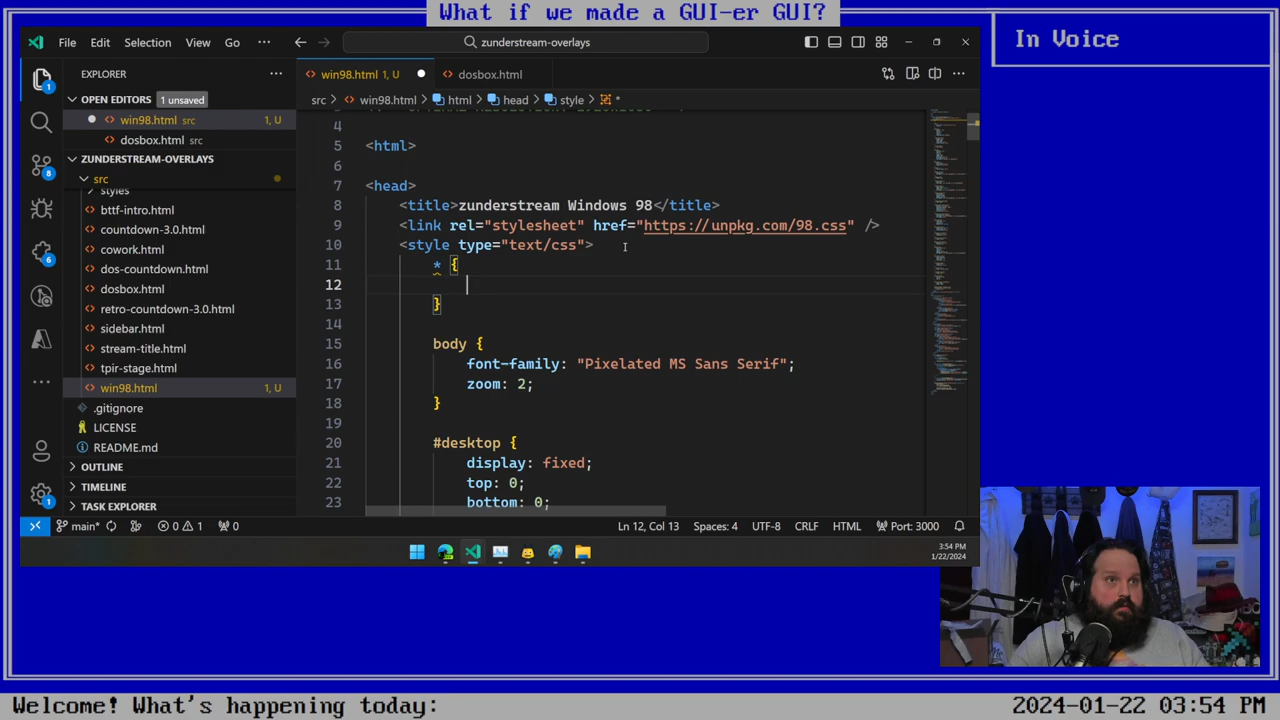 What if we made a GUI-er GUI?
In Voice
File Edit Selection View Go ··· zunderstream-overlays
EXPLORER ···
OPEN EDITORS 1 unsaved
win98.html src 1, U
dosbox.html src
ZUNDERSTREAM-OVERLAYS
src
styles
bttf-intro.html
countdown-3.0.html
cowork.html
dos-countdown.html
dosbox.html
retro-countdown-3.0.html
sidebar.html
stream-title.html
tpir-stage.html
win98.html 1, U
.gitignore
LICENSE
README.md
OUTLINE
TIMELINE
TASK EXPLORER
1
8
1
1
win98.html 1, U dosbox.html
src > win98.html > html > head > style > *
4
5 <html>
6
7 <head>
8 <title>zunderstream Windows 98</title>
9 <link rel="stylesheet" href="https://unpkg.com/98.css" />
10 <style type="text/css">
11 * {
12
13 }
14
15 body {
16 font-family: "Pixelated MS Sans Serif";
17 zoom: 2;
18 }
19
20 #desktop {
21 display: fixed;
22 top: 0;
23 bottom: 0;
main* 0 1 0 Ln 12, Col 13 Spaces: 4 UTF-8 CRLF HTML Port: 3000
3:54 PM
1/22/2024
Welcome! What's happening today: 2024-01-22 03:54 PM